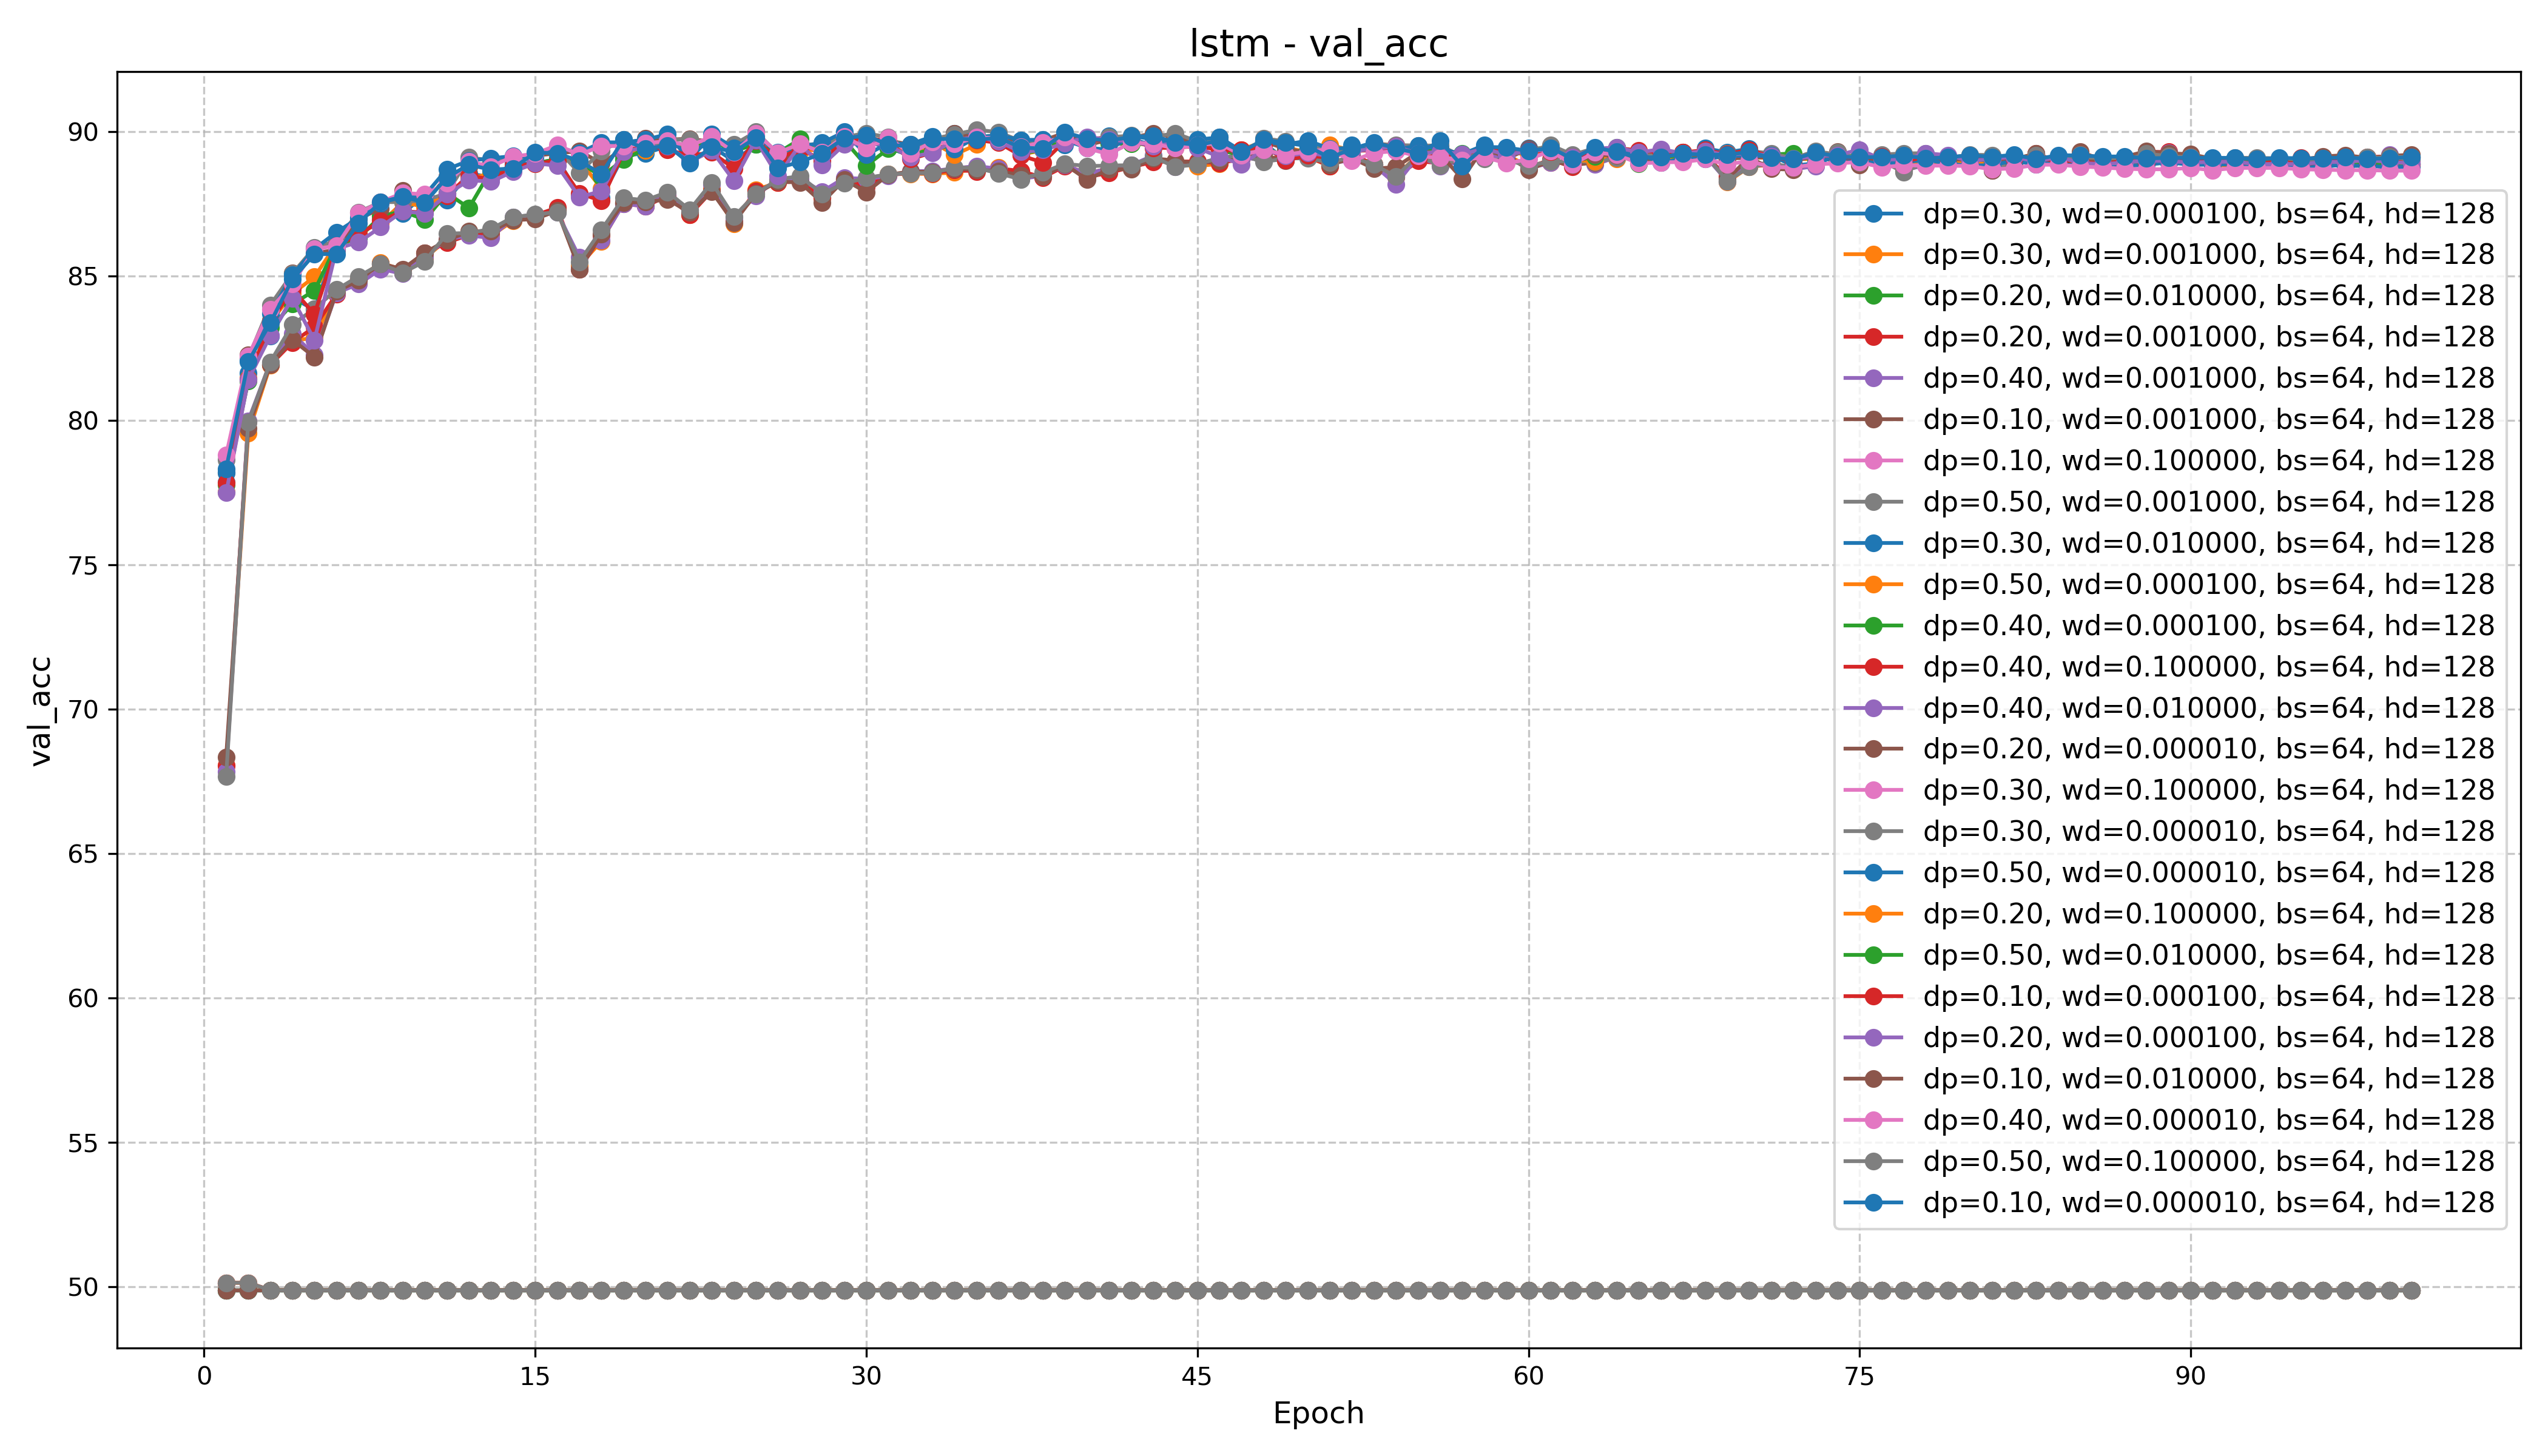 lstm - val_acc
val_acc
90
85
80
75
70
65
60
55
50
dp=0.30, wd=0.000100, bs=64, hd=128
dp=0.30, wd=0.001000, bs=64, hd=128
dp=0.20, wd=0.010000, bs=64, hd=128
dp=0.20, wd=0.001000, bs=64, hd=128
dp=0.40, wd=0.001000, bs=64, hd=128
dp=0.10, wd=0.001000, bs=64, hd=128
dp=0.10, wd=0.100000, bs=64, hd=128
dp=0.50, wd=0.001000, bs=64, hd=128
dp=0.30, wd=0.010000, bs=64, hd=128
dp=0.50, wd=0.000100, bs=64, hd=128
dp=0.40, wd=0.000100, bs=64, hd=128
dp=0.40, wd=0.100000, bs=64, hd=128
dp=0.40, wd=0.010000, bs=64, hd=128
dp=0.20, wd=0.000010, bs=64, hd=128
dp=0.30, wd=0.100000, bs=64, hd=128
dp=0.30, wd=0.000010, bs=64, hd=128
dp=0.50, wd=0.000010, bs=64, hd=128
dp=0.20, wd=0.100000, bs=64, hd=128
dp=0.50, wd=0.010000, bs=64, hd=128
dp=0.10, wd=0.000100, bs=64, hd=128
dp=0.20, wd=0.000100, bs=64, hd=128
dp=0.10, wd=0.010000, bs=64, hd=128
dp=0.40, wd=0.000010, bs=64, hd=128
dp=0.50, wd=0.100000, bs=64, hd=128
dp=0.10, wd=0.000010, bs=64, hd=128
0 15 30 45 60 75 90
Epoch